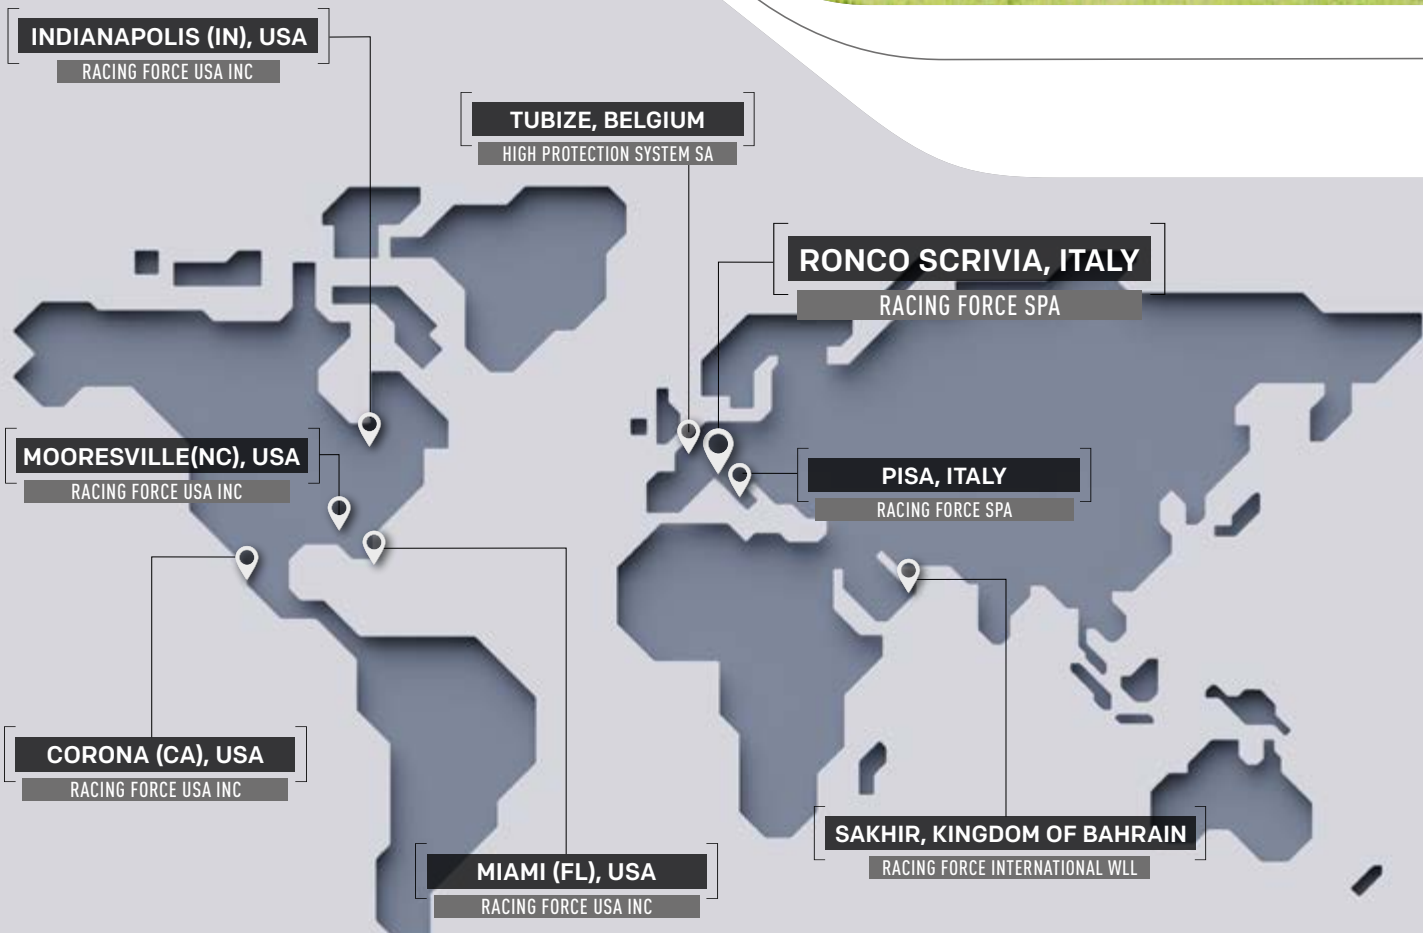 INDIANAPOLIS (IN), USA
RACING FORCE USA INC
TUBIZE, BELGIUM
HIGH PROTECTION SYSTEM SA
RONCO SCRIVIA, ITALY
RACING FORCE SPA
MOORESVILLE(NC), USA
RACING FORCE USA INC
PISA, ITALY
RACING FORCE SPA
CORONA (CA), USA
RACING FORCE USA INC
SAKHIR, KINGDOM OF BAHRAIN
RACING FORCE INTERNATIONAL WLL
MIAMI (FL), USA
RACING FORCE USA INC